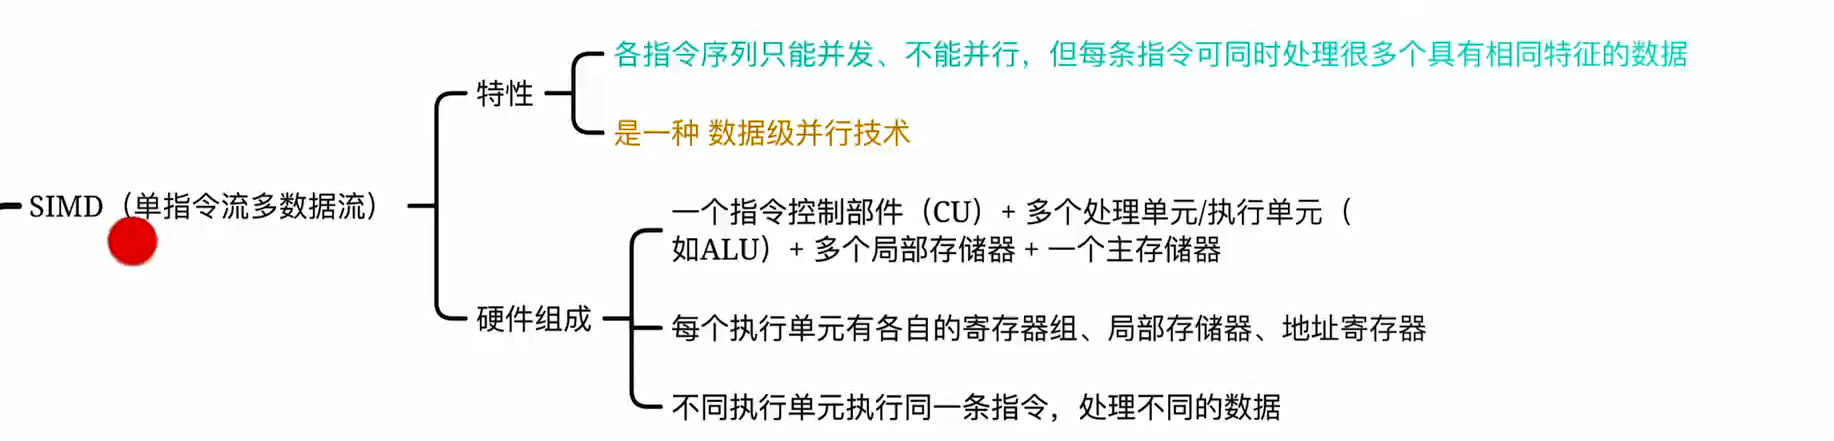 各指令序列只能并发、不能并行，但每条指令可同时处理很多个具有相同特征的数据
特性
是一种 数据级并行技术
SIMD（单指令流多数据流）
一个指令控制部件（CU）+ 多个处理单元/执行单元（
如ALU）+ 多个局部存储器 + 一个主存储器
硬件组成
每个执行单元有各自的寄存器组、局部存储器、地址寄存器
不同执行单元执行同一条指令，处理不同的数据